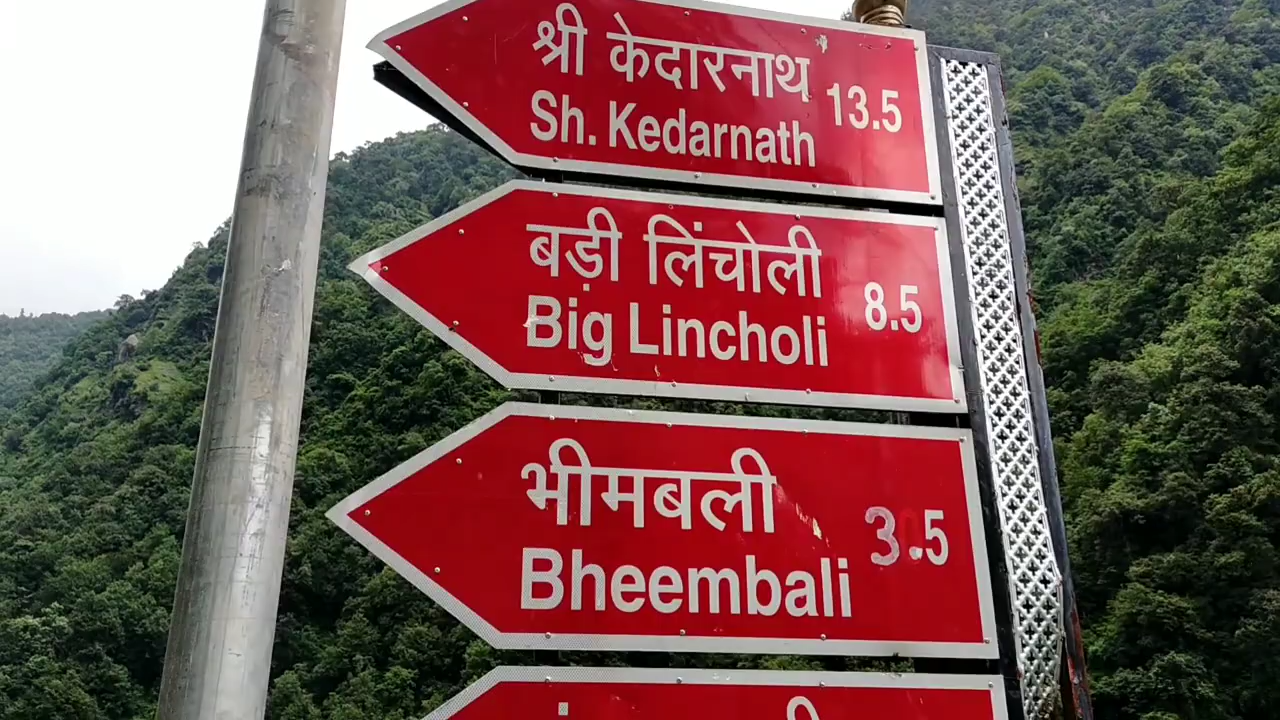 श्री केदारनाथ
Sh. Kedarnath 13.5
बड़ी लिंचोली
Big Lincholi 8.5
भीमबली
Bheembali 3.5